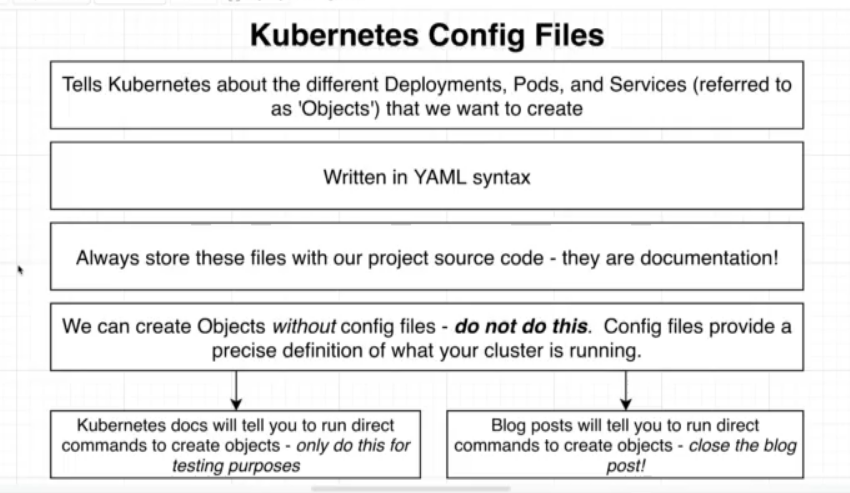 Kubernetes Config Files
Tells Kubernetes about the different Deployments, Pods, and Services (referred to
as 'Objects') that we want to create
Written in YAML syntax
Always store these files with our project source code - they are documentation!
We can create Objects without config files - do not do this.  Config files provide a
precise definition of what your cluster is running.
Kubernetes docs will tell you to run direct
commands to create objects - only do this for
testing purposes
Blog posts will tell you to run direct
commands to create objects - close the blog
post!